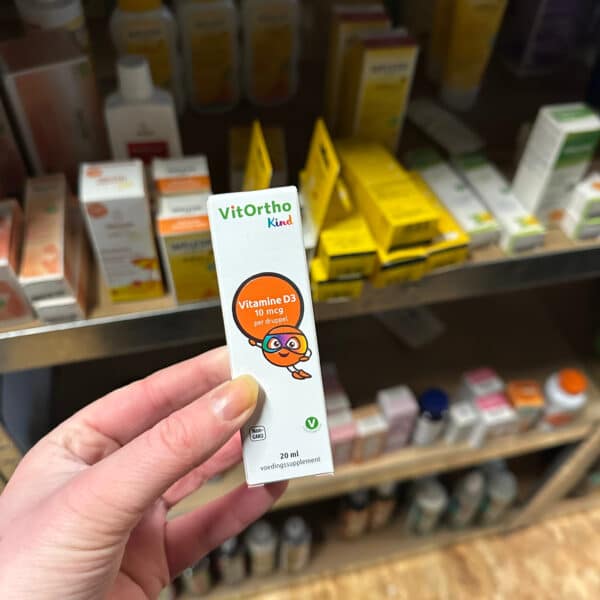 VitOrtho
Kind
Vitamine D3
10 mcg
per druppel
Non-
GMO
V
20 ml
voedingssupplement